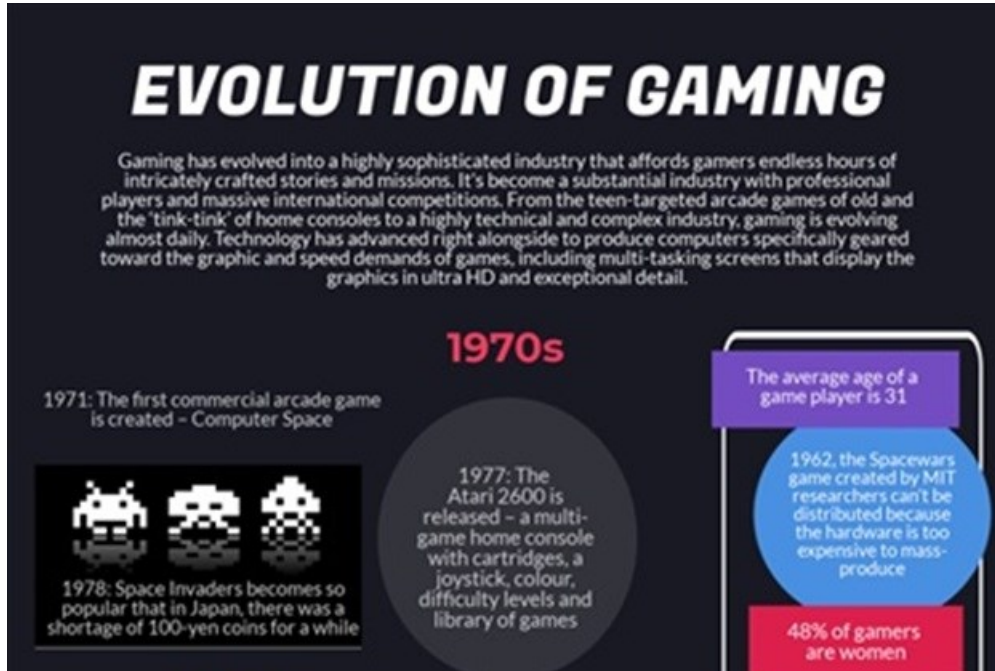 EVOLUTION OF GAMING
Gaming has evolved into a highly sophisticated industry that affords gamers endless hours of
intricately crafted stories and missions. It's become a substantial industry with professional
players and massive international competitions. From the teen-targeted arcade games of old and
the 'tink-tink' of home consoles to a highly technical and complex industry, gaming is evolving
almost daily. Technology has advanced right alongside to produce computers specifically geared
toward the graphic and speed demands of games, including multi-tasking screens that display the
graphics in ultra HD and exceptional detail.
1970s
1971: The first commercial arcade game
is created – Computer Space
1978: Space Invaders becomes so
popular that in Japan, there was a
shortage of 100-yen coins for a while
1977: The
Atari 2600 is
released – a multi-
game home console
with cartridges, a
joystick, colour,
difficulty levels and
library of games
The average age of a
game player is 31
1962, the Spacewars
game created by MIT
researchers can't be
distributed because
the hardware is too
expensive to mass-
produce
48% of gamers
are women